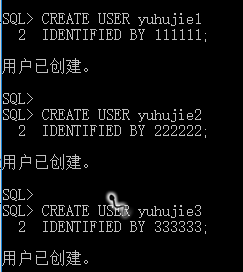 SQL> CREATE USER yuhujie1
2 IDENTIFIED BY 111111;
用户已创建。
SQL>
SQL> CREATE USER yuhujie2
2 IDENTIFIED BY 222222;
用户已创建。
SQL>
SQL> CREATE USER yuhujie3
2 IDENTIFIED BY 333333;
用户已创建。